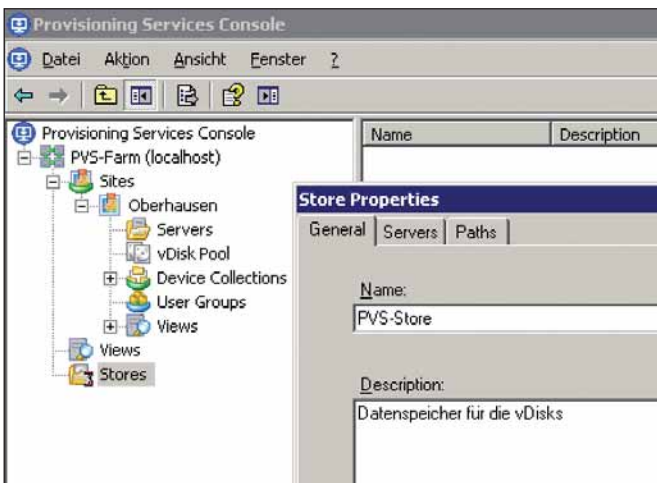 Provisioning Services Console
Datei Aktion Ansicht Fenster ?
Provisioning Services Console
PVS-Farm (localhost)
Sites
Oberhausen
Servers
vDisk Pool
Device Collections
User Groups
Views
Views
Stores
Name Description
Store Properties
General Servers Paths
Name:
PVS-Store
Description:
Datenspeicher für die vDisks